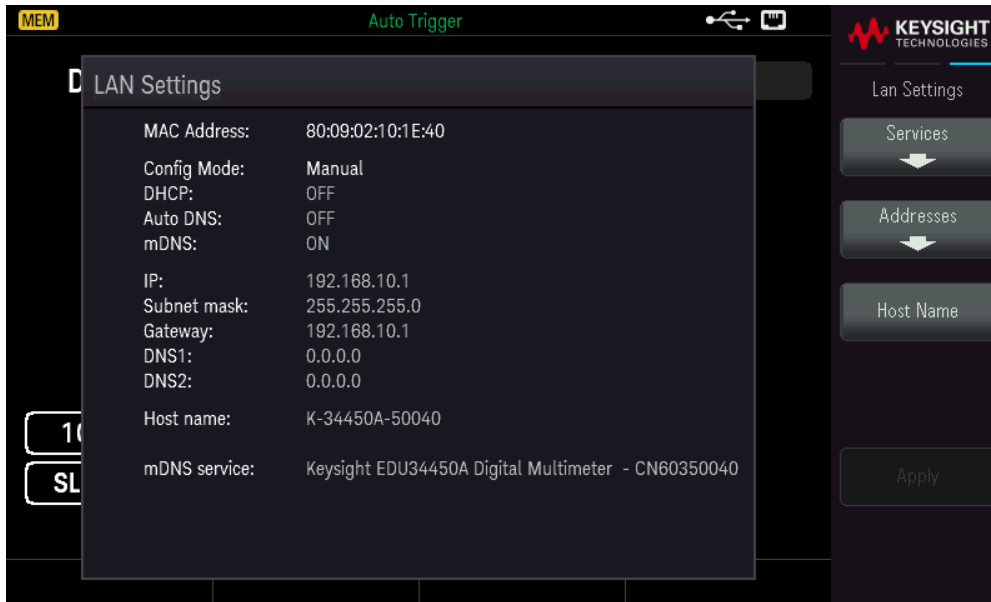 MEM
Auto Trigger
KEYSIGHT
TECHNOLOGIES
D
LAN Settings
Lan Settings
MAC Address: 80:09:02:10:1E:40
Services
Config Mode: Manual
DHCP: OFF
Auto DNS: OFF
Addresses
mDNS: ON
IP: 192.168.10.1
Subnet mask: 255.255.255.0
Host Name
Gateway: 192.168.10.1
DNS1: 0.0.0.0
DNS2: 0.0.0.0
Host name: K-34450A-50040
10
mDNS service: Keysight EDU34450A Digital Multimeter - CN60350040
Apply
SL